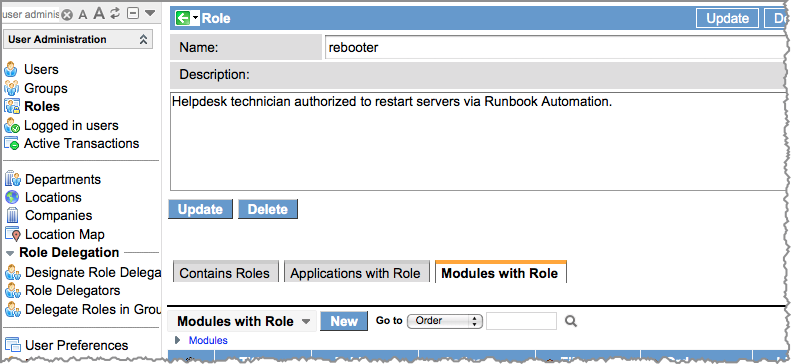 user adminis
A A
User Administration
Users
Groups
Roles
Logged in users
Active Transactions
Departments
Locations
Companies
Location Map
Role Delegation
Designate Role Delega
Role Delegators
Delegate Roles in Grou
User Preferences
Role
Update
De
Name:
rebooter
Description:
Helpdesk technician authorized to restart servers via Runbook Automation.
Update Delete
Contains Roles Applications with Role Modules with Role
Modules with Role New Go to Order
Modules